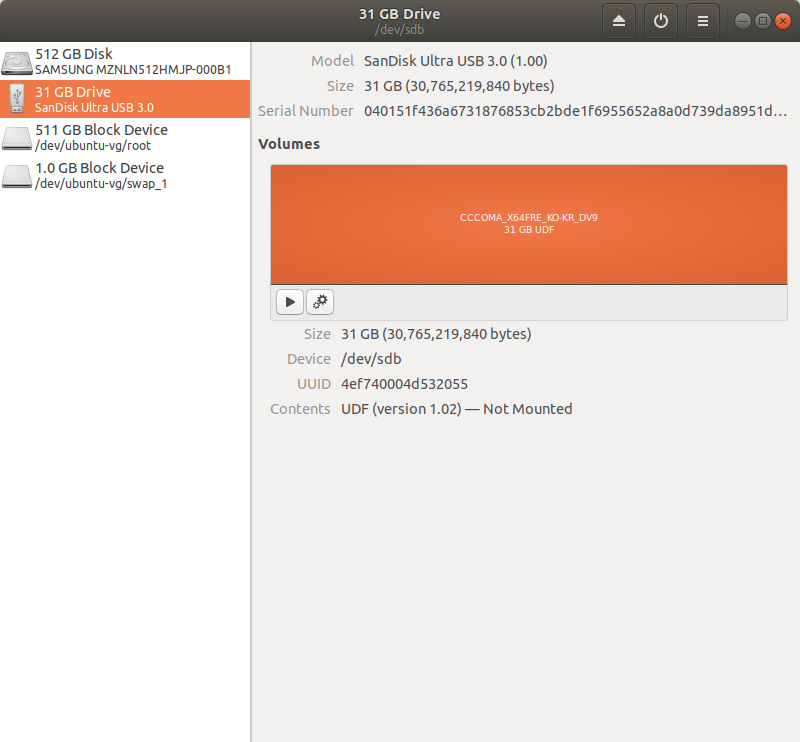 31 GB Drive
/dev/sdb
512 GB Disk
SAMSUNG MZNLN512HMJP-000B1
31 GB Drive
SanDisk Ultra USB 3.0
511 GB Block Device
/dev/ubuntu-vg/root
1.0 GB Block Device
/dev/ubuntu-vg/swap_1
Model SanDisk Ultra USB 3.0 (1.00)
Size 31 GB (30,765,219,840 bytes)
Serial Number 040151f436a6731876853cb2bde1f6955652a8a0d739da8951d…
Volumes
CCCOMA_X64FRE_KO-KR_DV9
31 GB UDF
Size 31 GB (30,765,219,840 bytes)
Device /dev/sdb
UUID 4ef740004d532055
Contents UDF (version 1.02) — Not Mounted